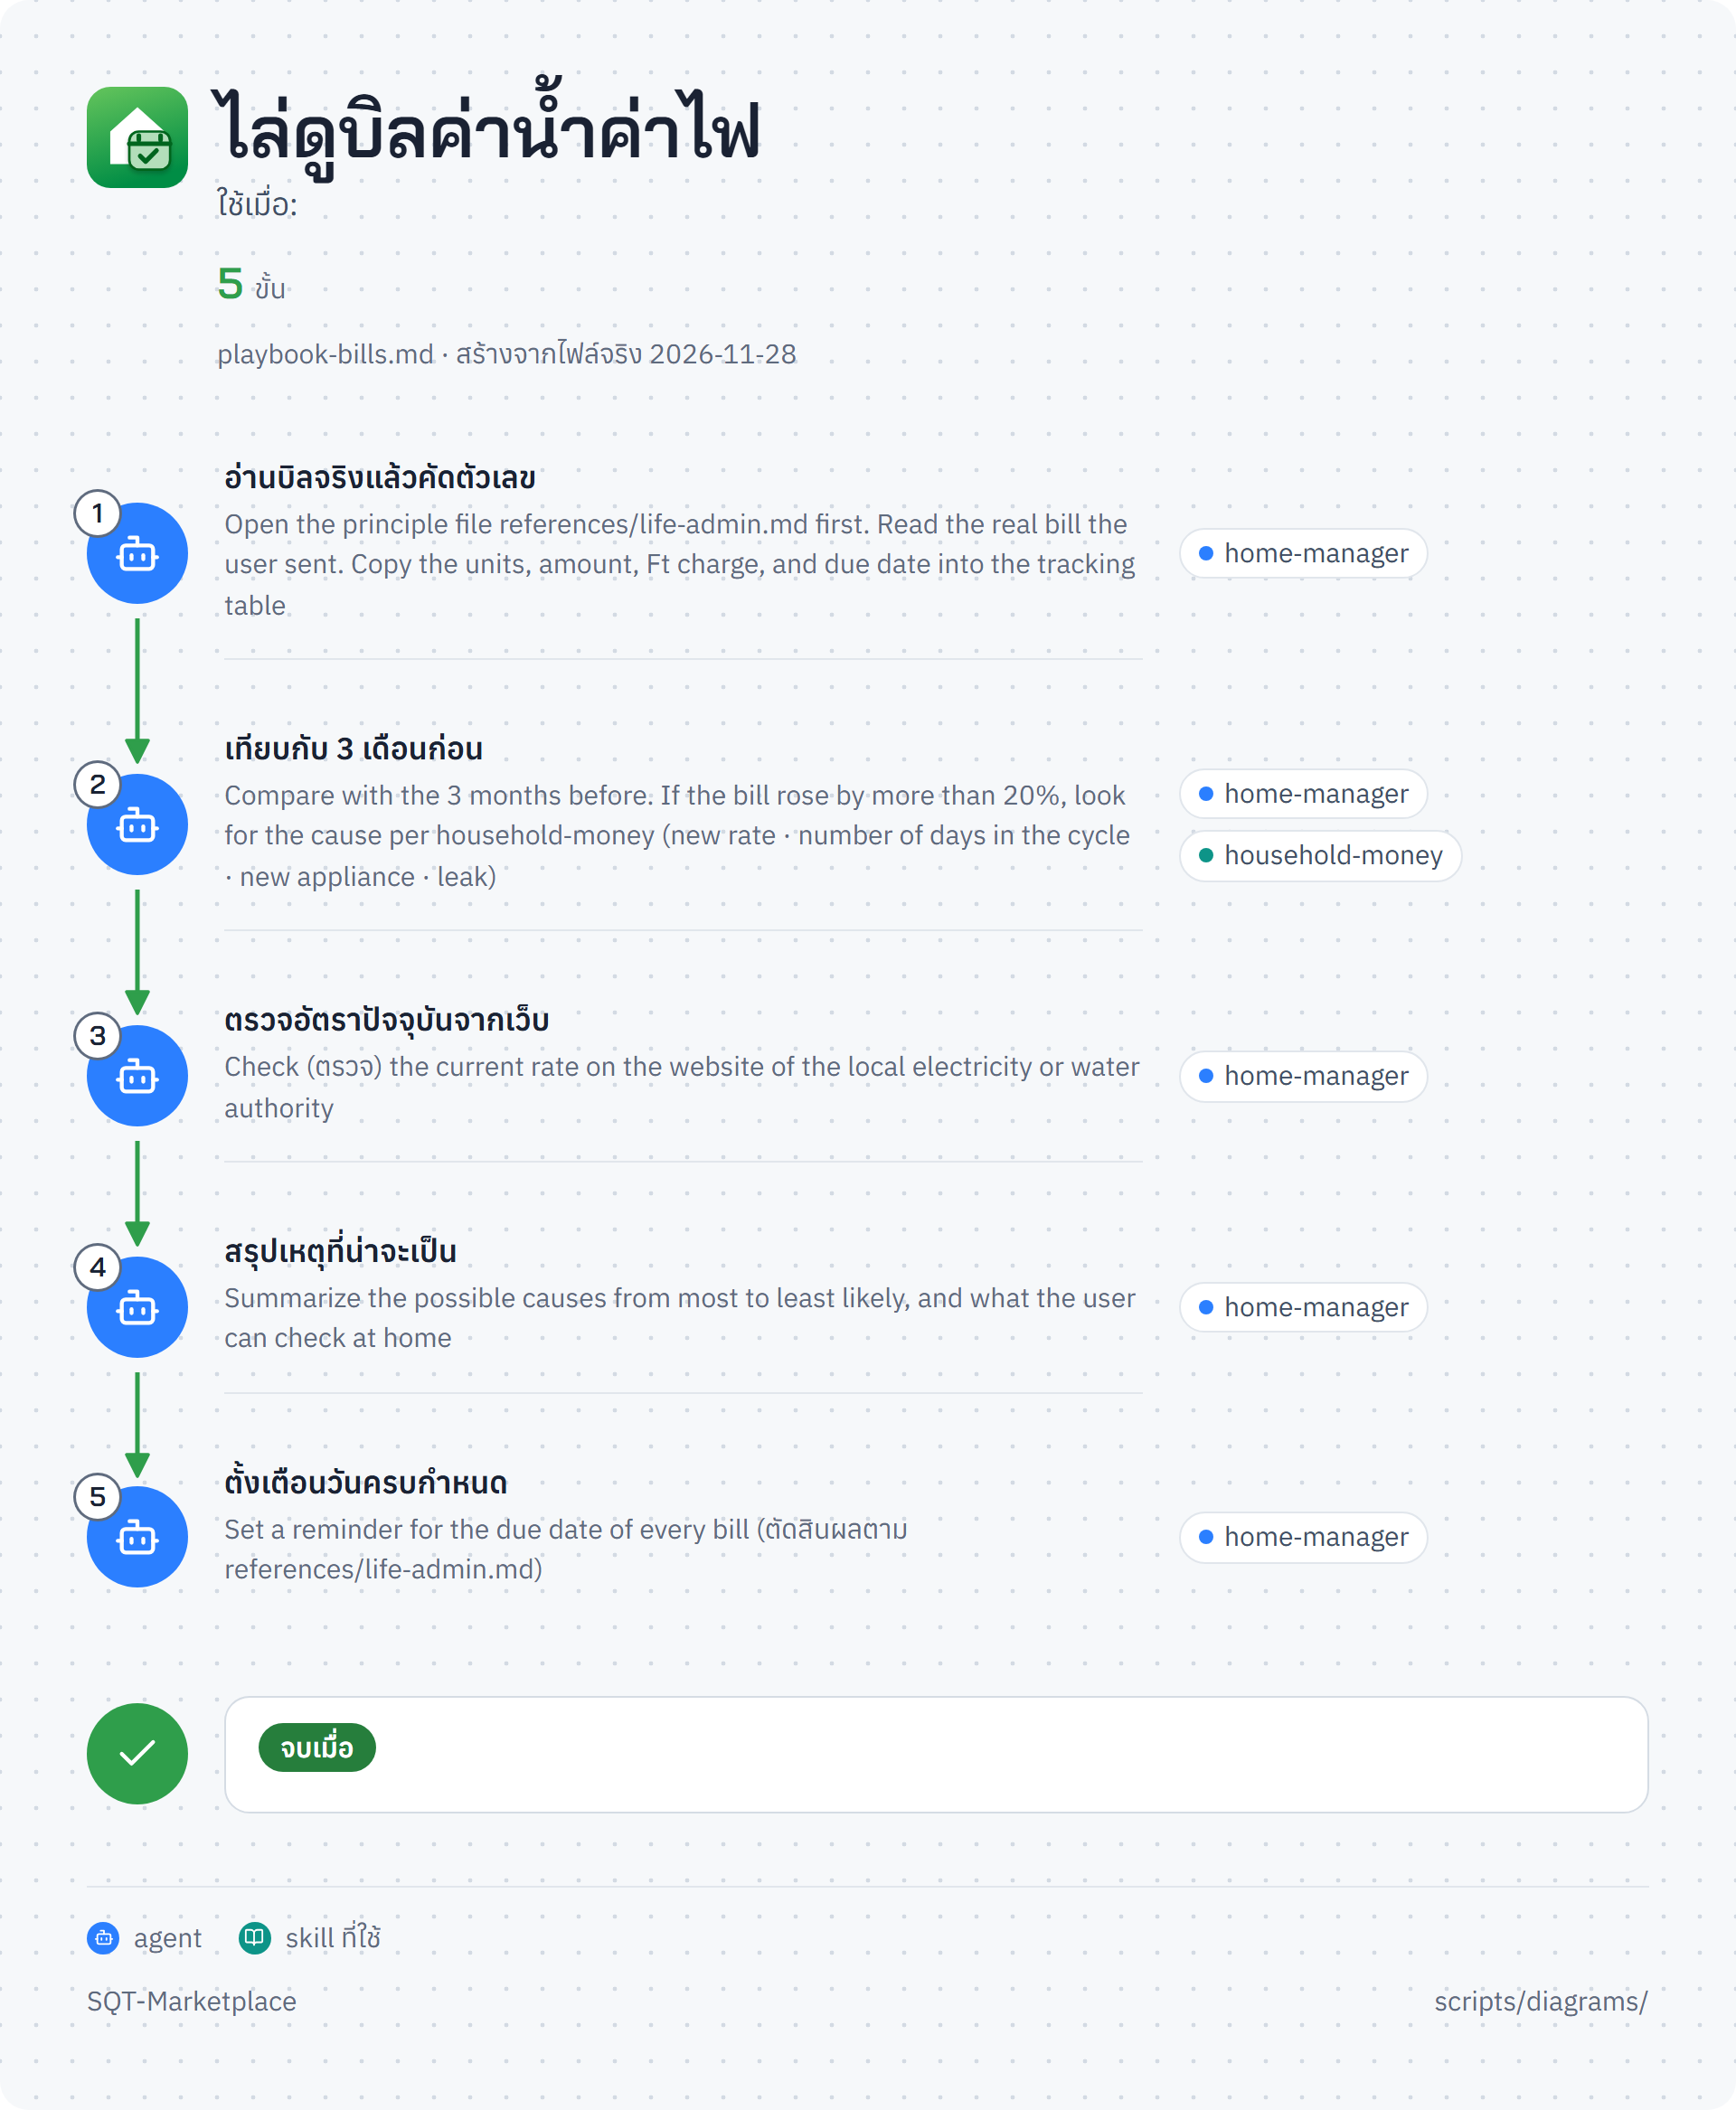 ไล่ดูบิลค่าน้ำค่าไฟ
ใช้เมื่อ:
5 ขั้น
playbook-bills.md · สร้างจากไฟล์จริง 2026-11-28
1
อ่านบิลจริงแล้วคัดตัวเลข
Open the principle file references/life-admin.md first. Read the real bill the
user sent. Copy the units, amount, Ft charge, and due date into the tracking
table
home-manager
2
เทียบกับ 3 เดือนก่อน
Compare with the 3 months before. If the bill rose by more than 20%, look
for the cause per household-money (new rate · number of days in the cycle
· new appliance · leak)
home-manager
household-money
3
ตรวจอัตราปัจจุบันจากเว็บ
Check (ตรวจ) the current rate on the website of the local electricity or water
authority
home-manager
4
สรุปเหตุที่น่าจะเป็น
Summarize the possible causes from most to least likely, and what the user
can check at home
home-manager
5
ตั้งเตือนวันครบกำหนด
Set a reminder for the due date of every bill (ตัดสินผลตาม
references/life-admin.md)
home-manager
จบเมื่อ
agent
skill ที่ใช้
SQT-Marketplace
scripts/diagrams/